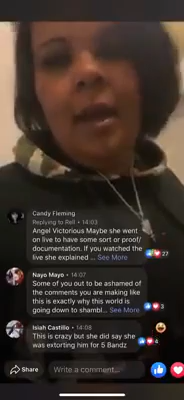 Candy Fleming
Replying to Rell • 14:03
Angel Victorious Maybe she went
on live to have some sort or proof/
documentation. If you watched the
live she explained ... See More
27
Nayo Mayo • 14:07
Some of you out to be ashamed of
the comments you are making like
this is exactly why this world is
going down to shambl... See More
3
Isiah Castilio • 14:08
This is crazy but she did say she
was extorting him for 5 Bandz
4
Share
Write a comment...